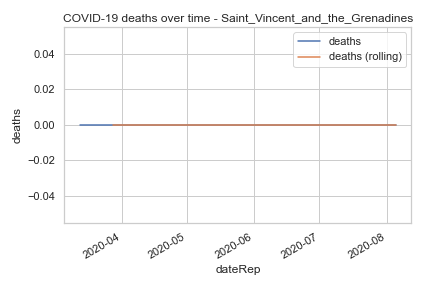 COVID-19 deaths over time - Saint_Vincent_and_the_Grenadines
deaths
deaths (rolling)
0.04
0.02
0.00
−0.02
−0.04
deaths
2020-04
2020-05
2020-06
2020-07
2020-08
dateRep